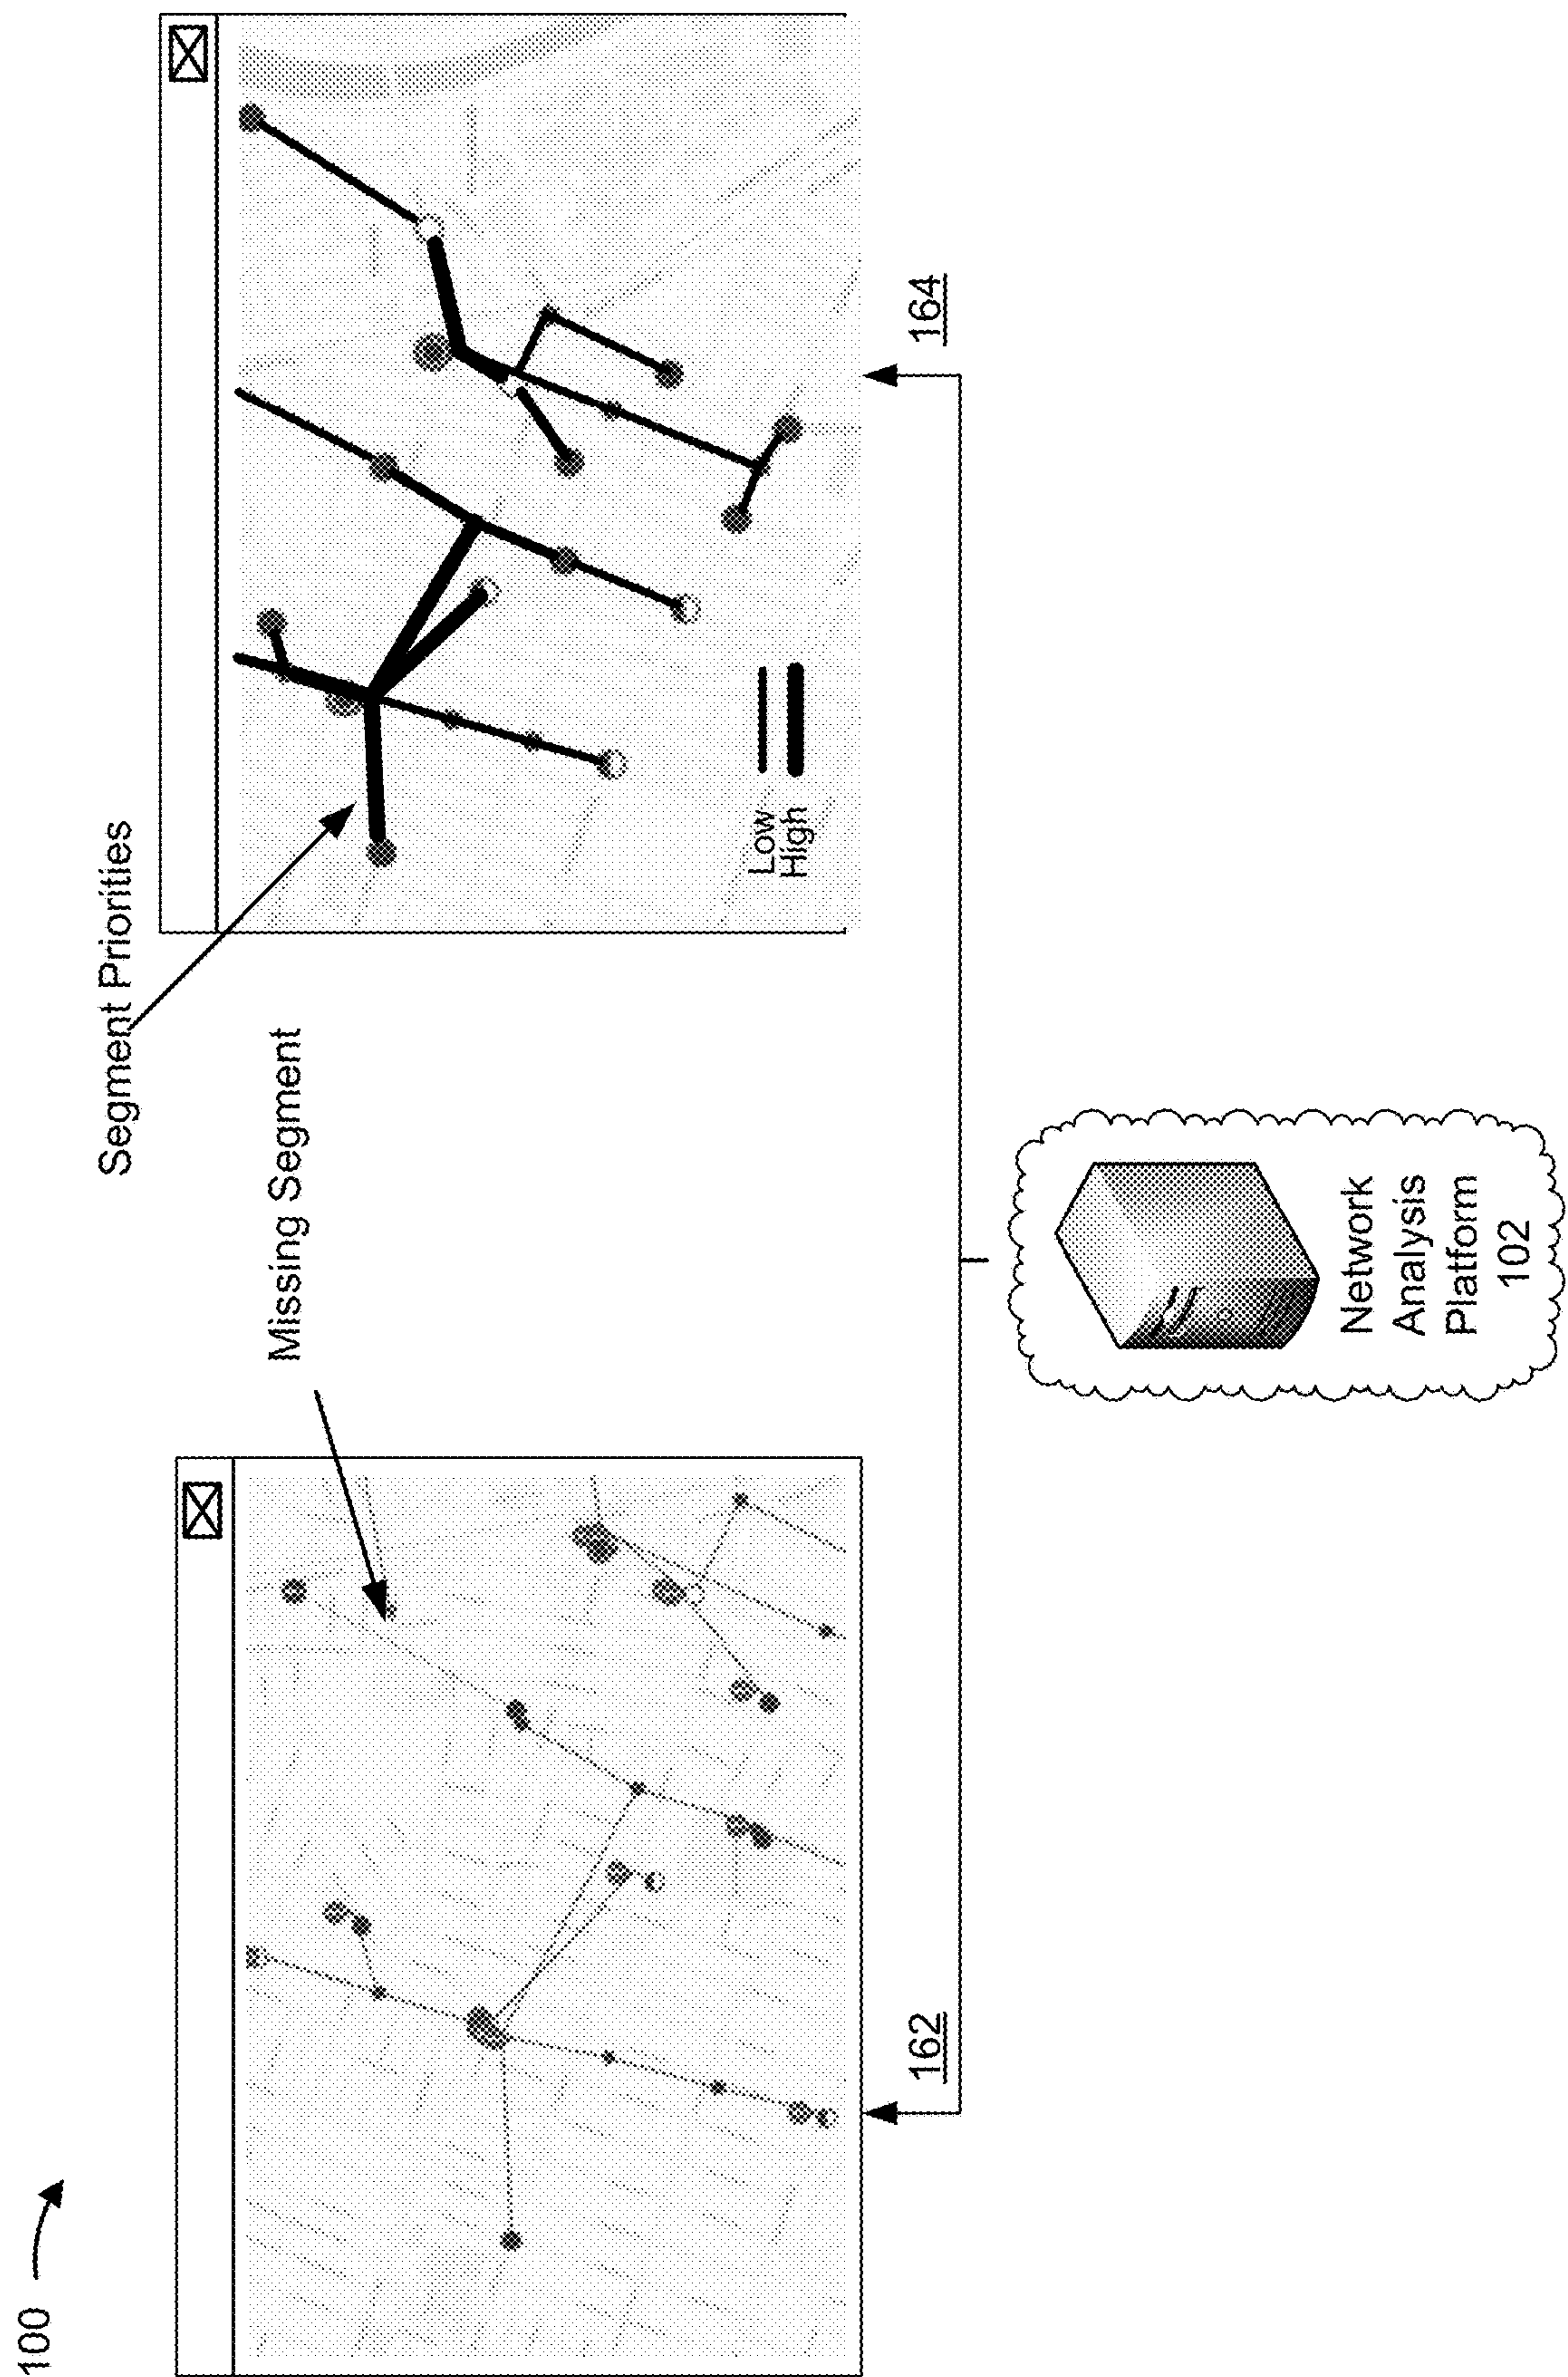 100
Missing Segment
Segment Priorities
Low
High
162
164
Network
Analysis
Platform
102